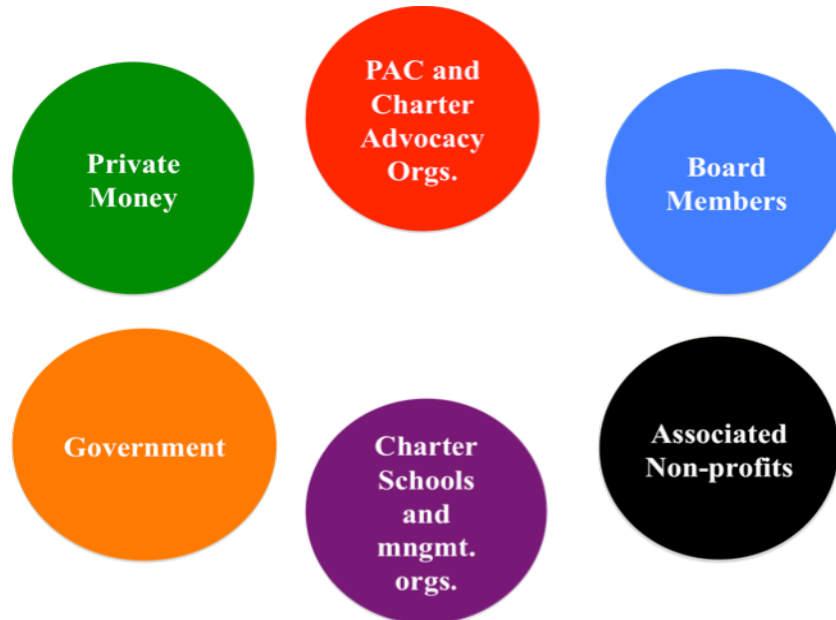 PAC and
Charter
Advocacy
Orgs.
Private
Money
Board
Members
Government
Charter
Schools
and
mngmt.
orgs.
Associated
Non-profits